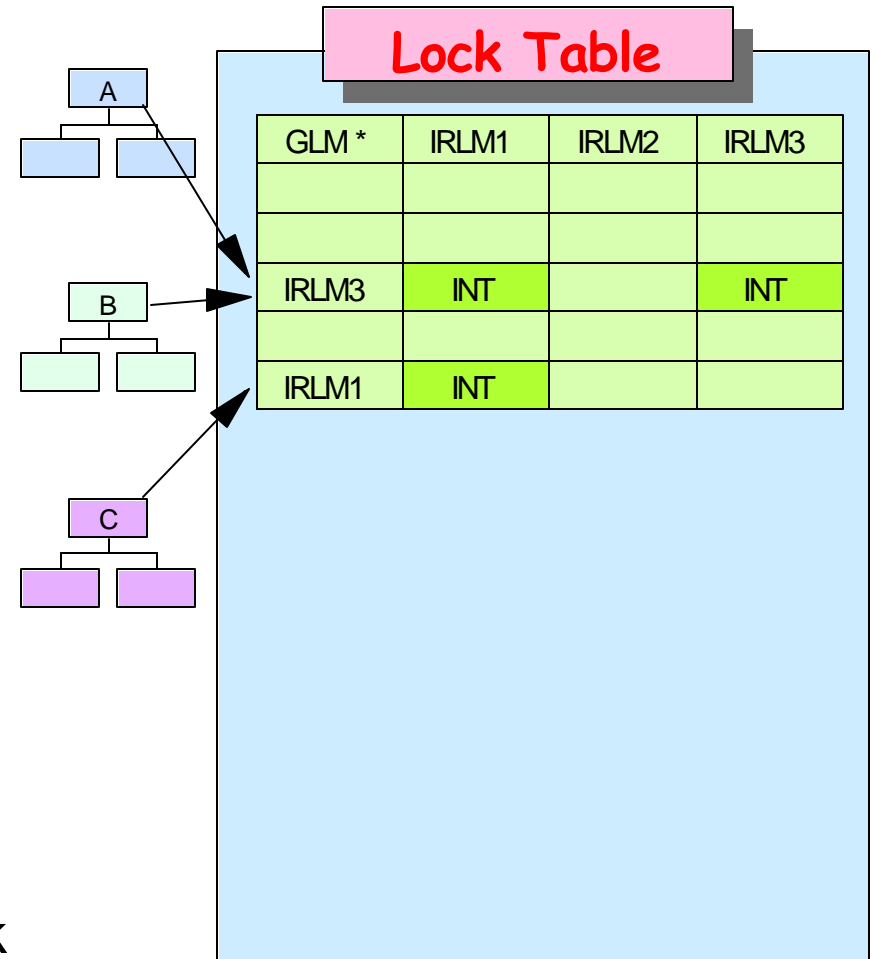 Lock Table
A
GLM * IRLM1 IRLM2 IRLM3
B
IRLM3 INT INT
IRLM1 INT
C